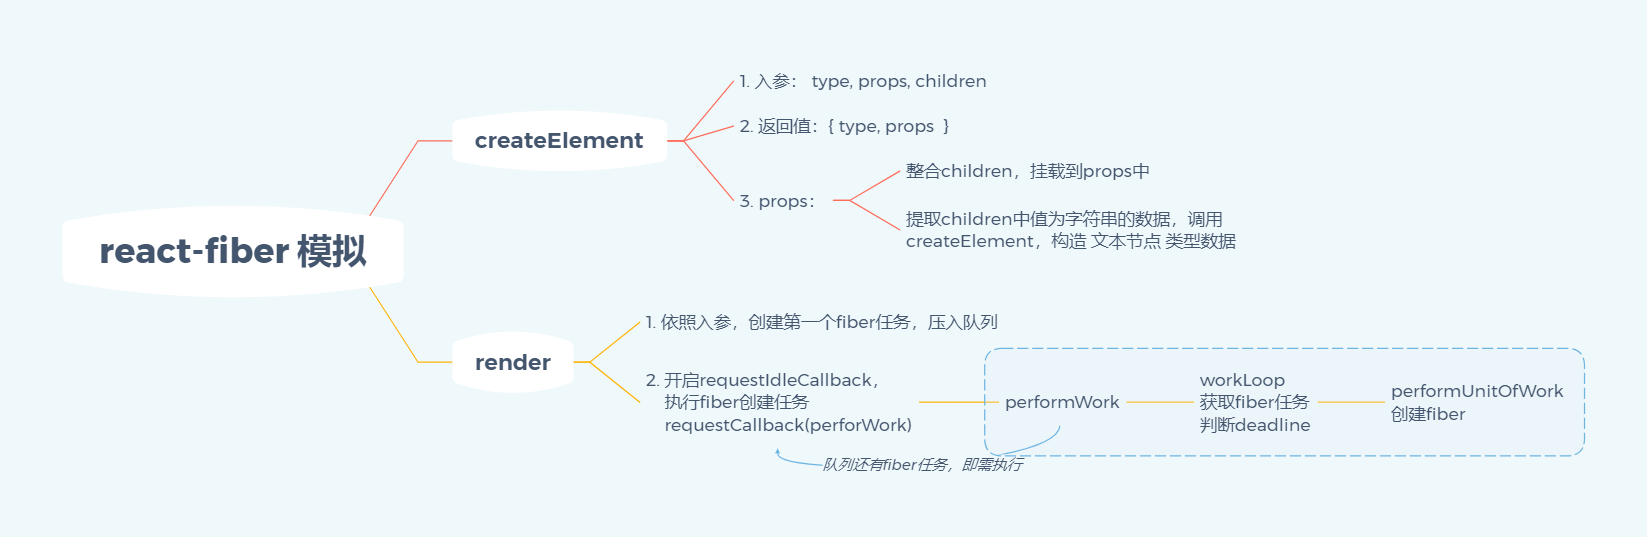 react-fiber 模拟
createElement
1. 入参： type, props, children
2. 返回值：{ type, props  }
3. props：
整合children，挂载到props中
提取children中值为字符串的数据，调用
createElement，构造 文本节点 类型数据
render
1. 依照入参，创建第一个fiber任务，压入队列
2. 开启requestIdleCallback，
执行fiber创建任务
requestCallback(perforWork)
performWork
workLoop
获取fiber任务
判断deadline
performUnitOfWork
创建fiber
队列还有fiber任务，即需执行